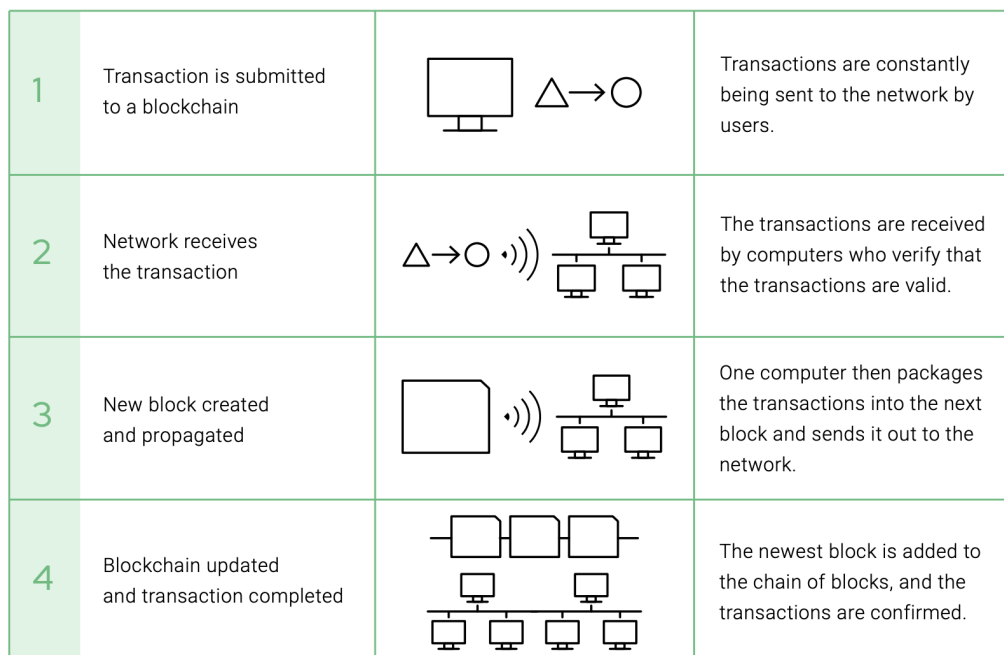 1
Transaction is submitted
to a blockchain
Transactions are constantly
being sent to the network by
users.
2
Network receives
the transaction
The transactions are received
by computers who verify that
the transactions are valid.
3
New block created
and propagated
One computer then packages
the transactions into the next
block and sends it out to the
network.
4
Blockchain updated
and transaction completed
The newest block is added to
the chain of blocks, and the
transactions are confirmed.